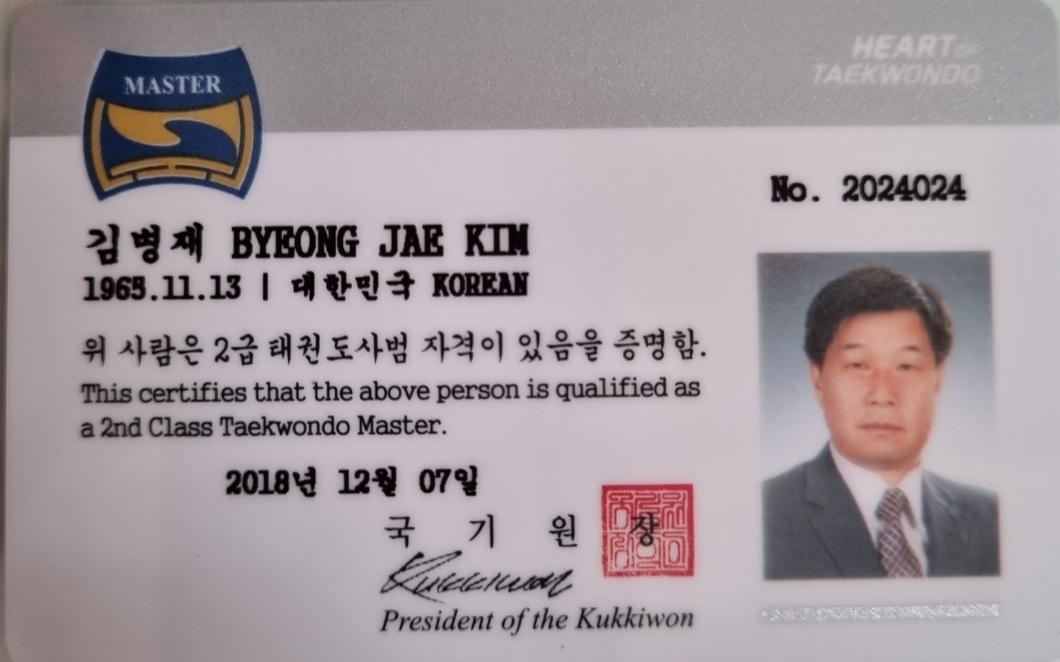 MASTER
HEART OF
TAEKWONDO
No. 2024024
김병재 BYEONG JAE KIM
1965.11.13 | 대한민국 KOREAN
위 사람은 2급 태권도사범 자격이 있음을 증명함.
This certifies that the above person is qualified as
a 2nd Class Taekwondo Master.
2018년 12월 07일
국 기 원 장
Kukkiwon
President of the Kukkiwon